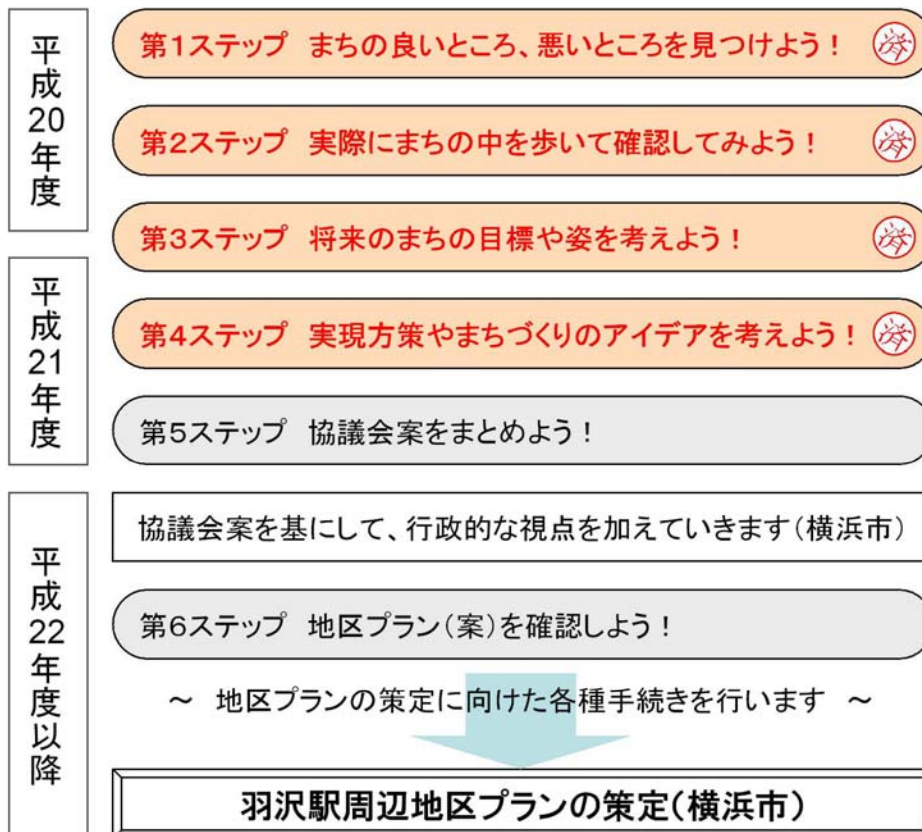 平成20年度
第1ステップ まちの良いところ、悪いところを見つけよう！ 済
第2ステップ 実際にまちの中を歩いて確認してみよう！ 済
第3ステップ 将来のまちの目標や姿を考えよう！ 済
平成21年度
第4ステップ 実現方策やまちづくりのアイデアを考えよう！ 済
第5ステップ 協議会案をまとめよう！
平成22年度以降
協議会案を基にして、行政的な視点を加えていきます（横浜市）
第6ステップ 地区プラン（案）を確認しよう！
～ 地区プランの策定に向けた各種手続きを行います ～
羽沢駅周辺地区プランの策定（横浜市）